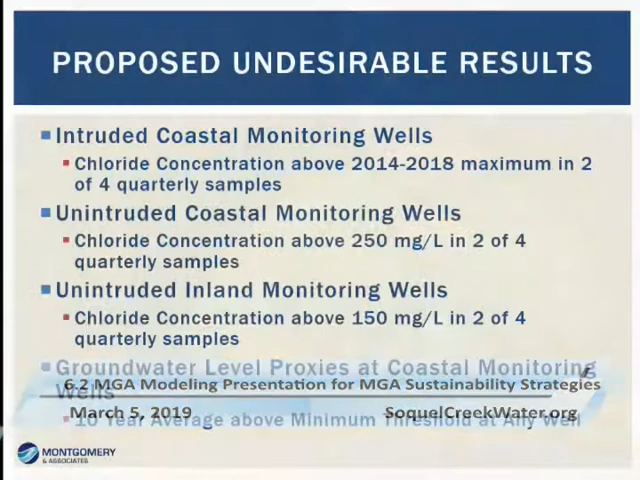 PROPOSED UNDESIRABLE RESULTS
Intruded Coastal Monitoring Wells
Chloride Concentration above 2014-2018 maximum in 2
of 4 quarterly samples
Unintruded Coastal Monitoring Wells
Chloride Concentration above 250 mg/L in 2 of 4
quarterly samples
Unintruded Inland Monitoring Wells
Chloride Concentration above 150 mg/L in 2 of 4
quarterly samples
Groundwater Level Proxies at Coastal Monitoring
Wells
6.2 MGA Modeling Presentation for MGA Sustainability Strategies
March 5, 2019 SoquelCreekWater.org
10 Year Average above Minimum Threshold at Any Well
MONTGOMERY
& ASSOCIATES